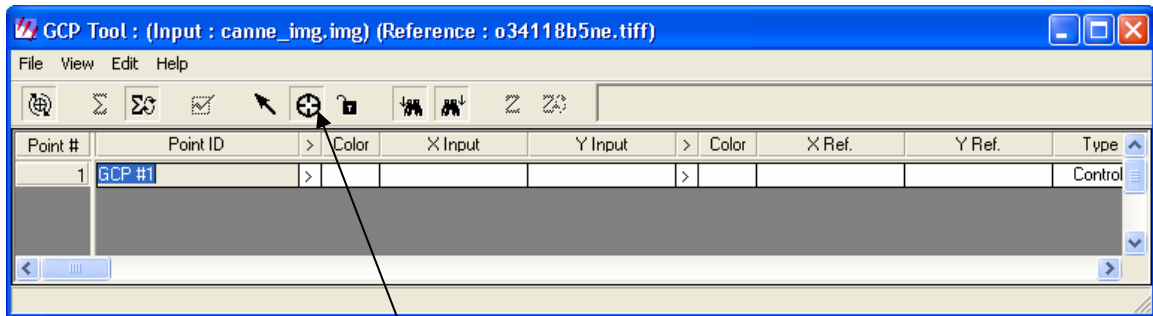 GCP Tool : (Input : canne_img.img) (Reference : o34118b5ne.tiff)
File View Edit Help
Point # Point ID > Color X Input Y Input > Color X Ref. Y Ref. Type
1 GCP #1 > > Control